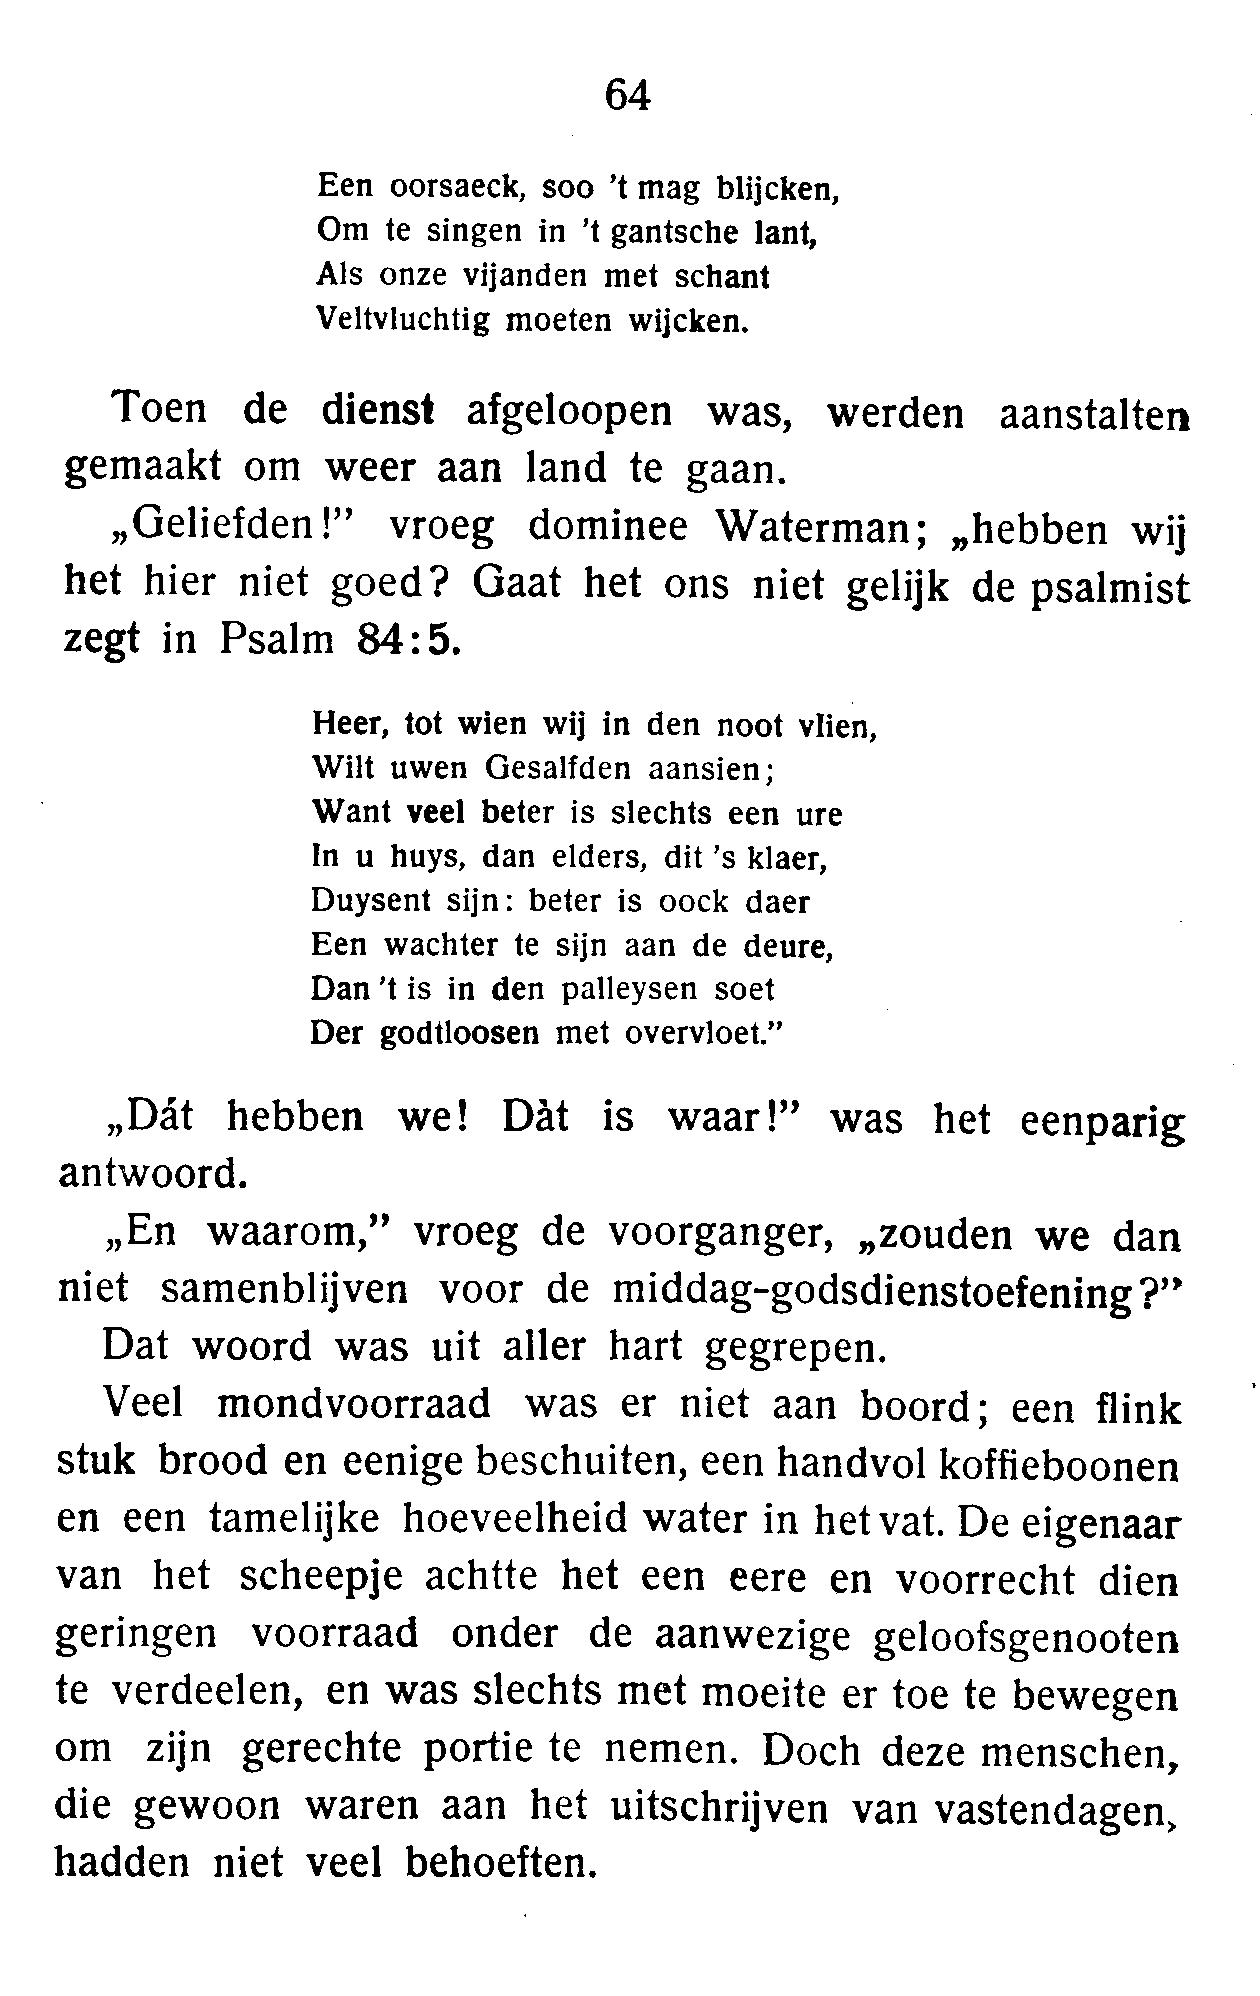 64
Een oorsaeck, soo 't mag blijcken,
Om te singen in 't gantsche lant,
Als onze vijanden met schant
Veltvluchtig moeten wijcken.
Toen de dienst afgeloopen was, werden aanstalten
gemaakt om weer aan land te gaan.
„Geliefden!” vroeg dominee Waterman; „hebben wij
het hier niet goed? Gaat het ons niet gelijk de psalmist
zegt in Psalm 84:5.
Heer, tot wien wij in den noot vlien,
Wilt uwen Gesalfden aansien;
Want veel beter is slechts een ure
In u huys, dan elders, dit 's klaer,
Duysent sijn: beter is oock daer
Een wachter te sijn aan de deure,
Dan 't is in den palleysen soet
Der godtloosen met overvloet.”
„Dát hebben we! Dàt is waar!” was het eenparig
antwoord.
„En waarom,” vroeg de voorganger, „zouden we dan
niet samenblijven voor de middag-godsdienstoefening?”
Dat woord was uit aller hart gegrepen.
Veel mondvoorraad was er niet aan boord; een flink
stuk brood en eenige beschuiten, een handvol koffieboonen
en een tamelijke hoeveelheid water in het vat. De eigenaar
van het scheepje achtte het een eere en voorrecht dien
geringen voorraad onder de aanwezige geloofsgenooten
te verdeelen, en was slechts met moeite er toe te bewegen
om zijn gerechte portie te nemen. Doch deze menschen,
die gewoon waren aan het uitschrijven van vastendagen,
hadden niet veel behoeften.